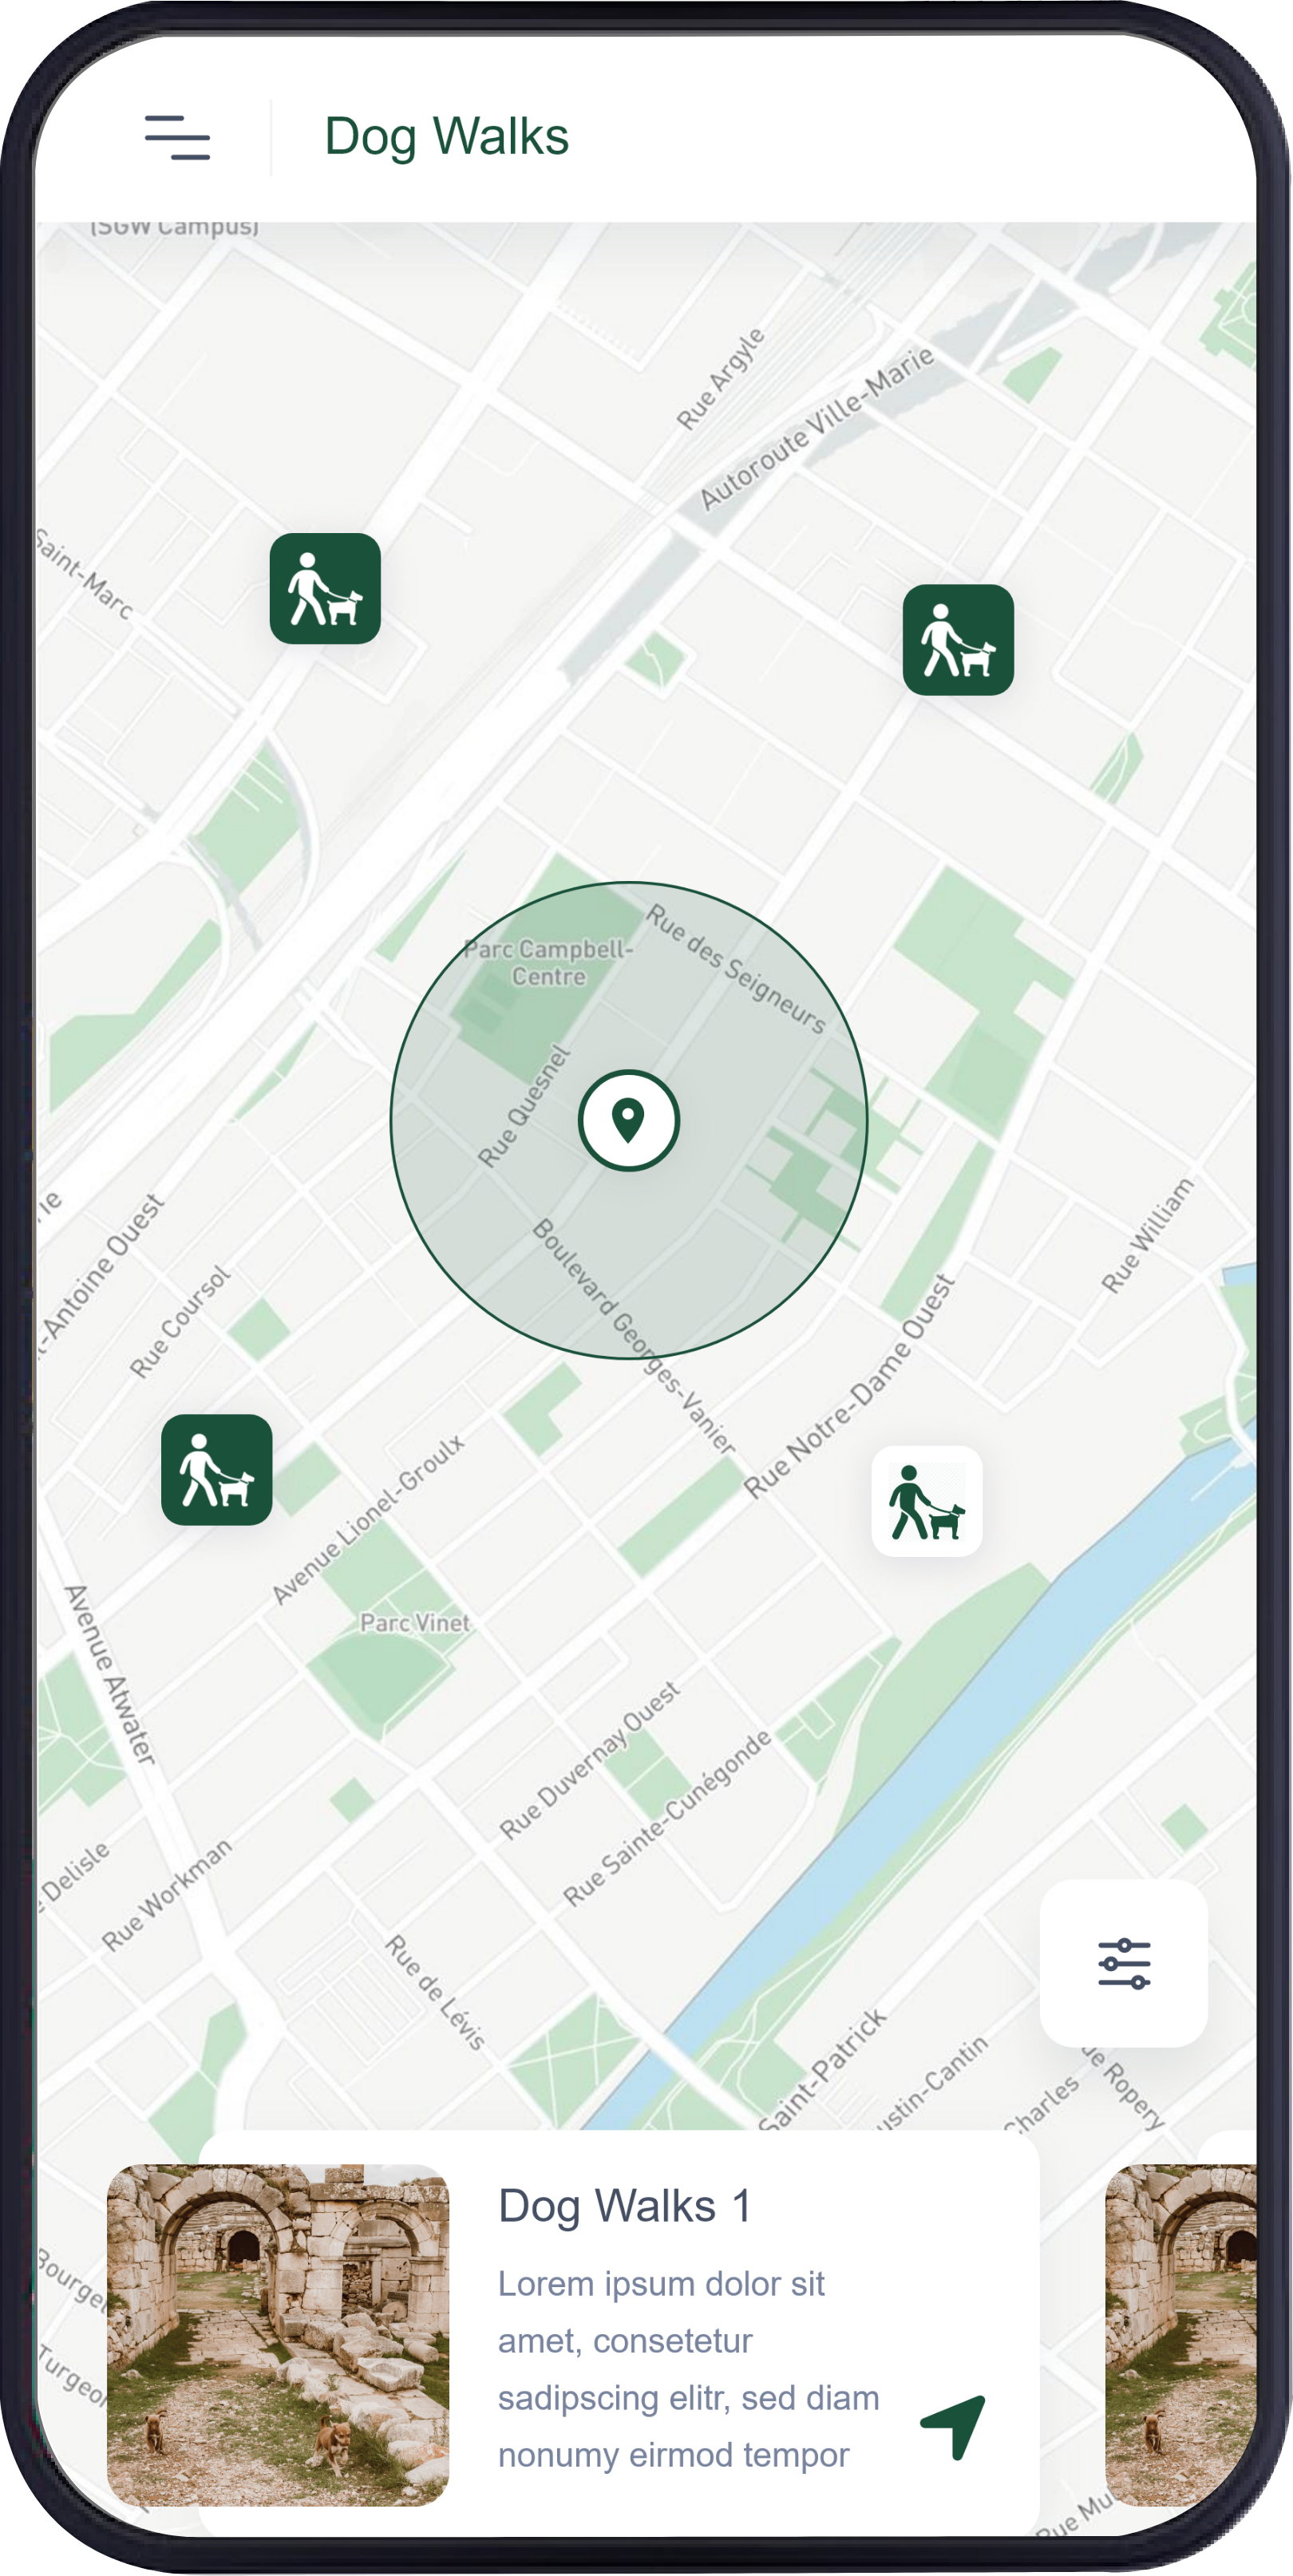 Dog Walks
(SGW Campus)
Rue Argyle
Autoroute Ville-Marie
Saint-Marc
Parc Campbell-
Centre
Rue des Seigneurs
Rue Quesnel
Rue William
Antoine Ouest
Rue Coursol
Boulevard Georges-Vanier
Rue Notre-Dame Ouest
Avenue Lionel-Groulx
Parc Vinet
Avenue Atwater
Rue Duvernay Ouest
Rue Sainte-Cunégonde
Delisle
Rue Workman
Rue de Lévis
Saint-Patrick
ustin-Cantin
Charles
ue Ropery
Dog Walks 1
Lorem ipsum dolor sit
amet, consetetur
sadipscing elitr, sed diam
nonumy eirmod tempor
Bourge
Turgeo
Rue Mu